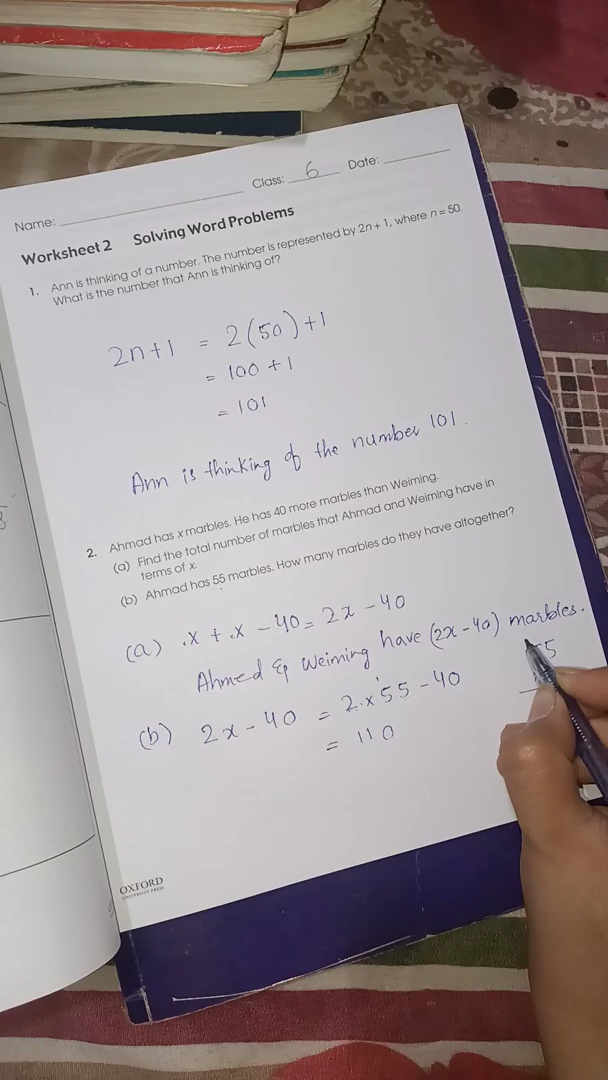 Name: Class: 6 Date:
Worksheet 2 Solving Word Problems
1. Ann is thinking of a number. The number is represented by 2n + 1, where n = 50.
What is the number that Ann is thinking of?
2n+1 = 2(50)+1
= 100 +1
= 101
Ann is thinking of the number 101.
2. Ahmad has x marbles. He has 40 more marbles than Weiming.
(a) Find the total number of marbles that Ahmad and Weiming have in
terms of x.
(b) Ahmad has 55 marbles. How many marbles do they have altogether?
(a) x + x - 40 = 2x - 40
Ahmed & Weiming have (2x-40) marbles.
(b) 2x - 40 = 2 x 55 - 40
= 110
OXFORD
UNIVERSITY PRESS